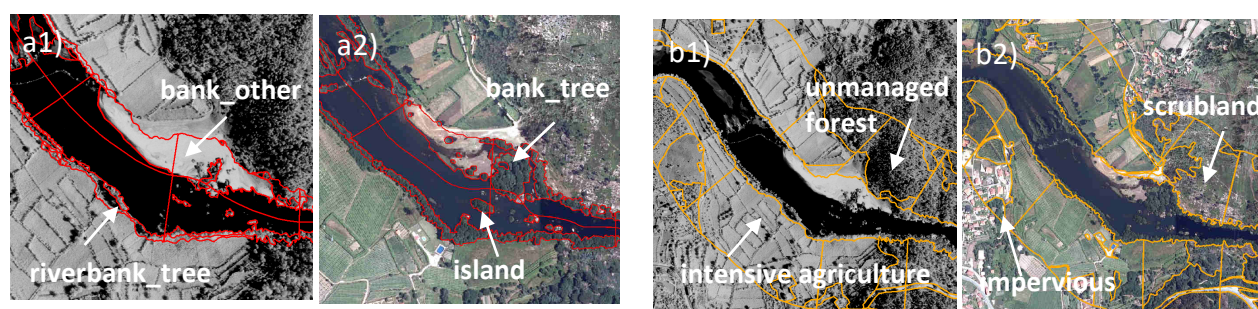 a1)
bank_other
riverbank_tree
a2)
bank_tree
island
b1)
unmanaged
forest
intensive agriculture
b2)
scrubland
impervious